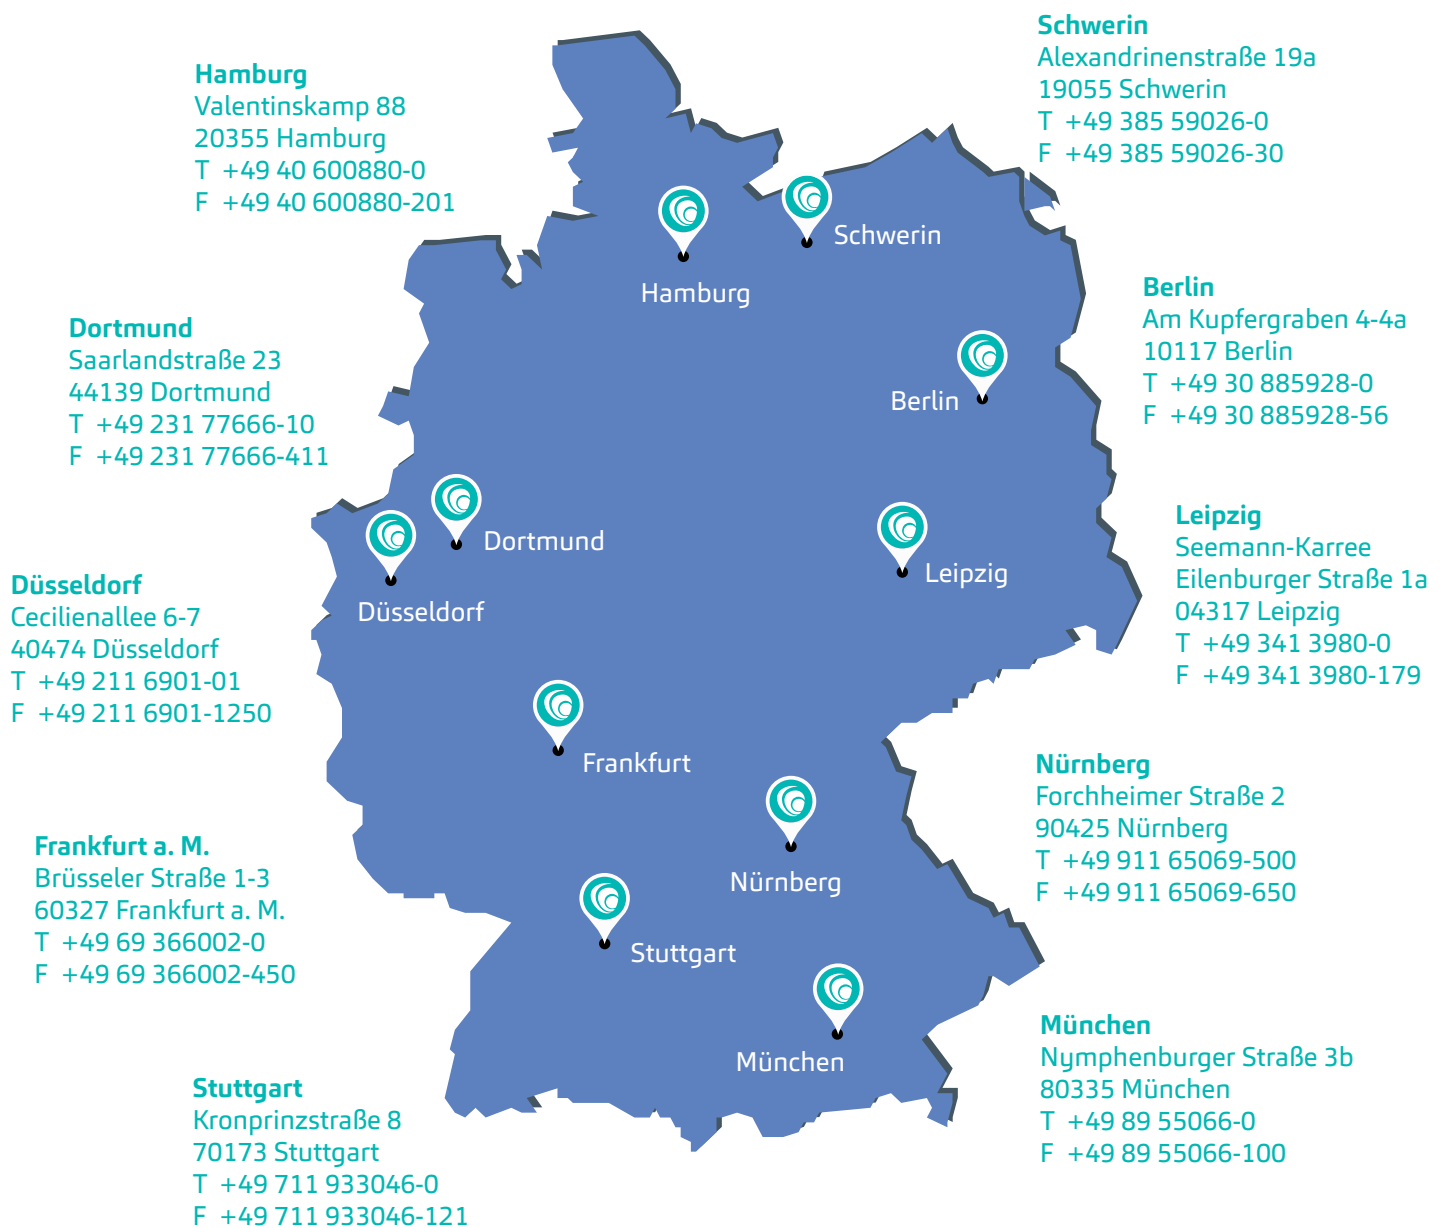 Schwerin
Alexandrinenstraße 19a
19055 Schwerin
T +49 385 59026-0
F +49 385 59026-30
Hamburg
Valentinskamp 88
20355 Hamburg
T +49 40 600880-0
F +49 40 600880-201
Schwerin
Hamburg
Berlin
Am Kupfergraben 4-4a
10117 Berlin
T +49 30 885928-0
F +49 30 885928-56
Dortmund
Saarlandstraße 23
44139 Dortmund
T +49 231 77666-10
F +49 231 77666-411
Berlin
Leipzig
Seemann-Karree
Eilenburger Straße 1a
04317 Leipzig
T +49 341 3980-0
F +49 341 3980-179
Dortmund
Leipzig
Düsseldorf
Cecilienallee 6-7
40474 Düsseldorf
T +49 211 6901-01
F +49 211 6901-1250
Düsseldorf
Frankfurt
Nürnberg
Forchheimer Straße 2
90425 Nürnberg
T +49 911 65069-500
F +49 911 65069-650
Frankfurt a. M.
Brüsseler Straße 1-3
60327 Frankfurt a. M.
T +49 69 366002-0
F +49 69 366002-450
Nürnberg
Stuttgart
München
Nymphenburger Straße 3b
80335 München
T +49 89 55066-0
F +49 89 55066-100
München
Stuttgart
Kronprinzstraße 8
70173 Stuttgart
T +49 711 933046-0
F +49 711 933046-121